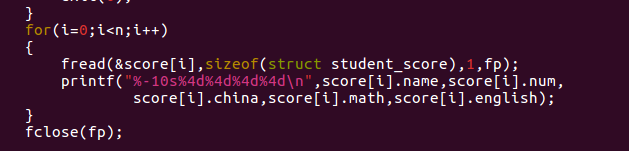 }
for(i=0;i<n;i++)
{
fread(&score[i],sizeof(struct student_score),1,fp);
printf("%-10s%4d%4d%4d%4d\n",score[i].name,score[i].num,
score[i].china,score[i].math,score[i].english);
}
fclose(fp);